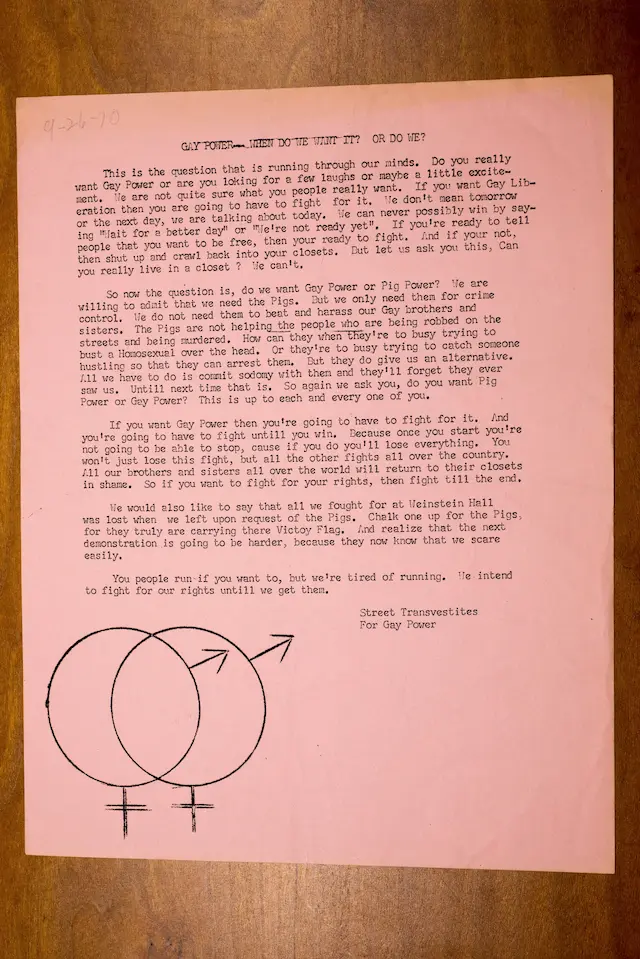 9-26-70
GAY POWER--WHEN DO WE WANT IT? OR DO WE?
This is the question that is running through our minds. Do you really
want Gay Power or are you loking for a few laughs or maybe a little excite-
ment. We are not quite sure what you people really want. If you want Gay Lib-
eration then you are going to have to fight for it. We don't mean tomorrow
or the next day, we are talking about today. We can never possibly win by say-
ing "Wait for a better day" or "We're not ready yet". If you're ready to tell
people that you want to be free, then your ready to fight. And if your not,
then shut up and crawl back into your closets. But let us ask you this, Can
you really live in a closet ? We can't.
So now the question is, do we want Gay Power or Pig Power? We are
willing to admit that we need the Pigs. But we only need them for crime
control. We do not need them to beat and harass our Gay brothers and
sisters. The Pigs are not helping the people who are being robbed on the
streets and being murdered. How can they when they're to busy trying to
bust a Homosexual over the head. Or they're to busy trying to catch someone
hustling so that they can arrest them. But they do give us an alternative.
All we have to do is commit sodomy with them and they'll forget they ever
saw us. Untill next time that is. So again we ask you, do you want Pig
Power or Gay Power? This is up to each and every one of you.
If you want Gay Power then you're going to have to fight for it. And
you're going to have to fight untill you win. Because once you start you're
not going to be able to stop, cause if you do you'll lose everything. You
won't just lose this fight, but all the other fights all over the country.
All our brothers and sisters all over the world will return to their closets
in shame. So if you want to fight for your rights, then fight till the end.
We would also like to say that all we fought for at Weinstein Hall
was lost when we left upon request of the Pigs. Chalk one up for the Pigs,
for they truly are carrying there Victoy Flag. And realize that the next
demonstration is going to be harder, because they now know that we scare
easily.
You people run if you want to, but we're tired of running. We intend
to fight for our rights untill we get them.
Street Transvestites
For Gay Power